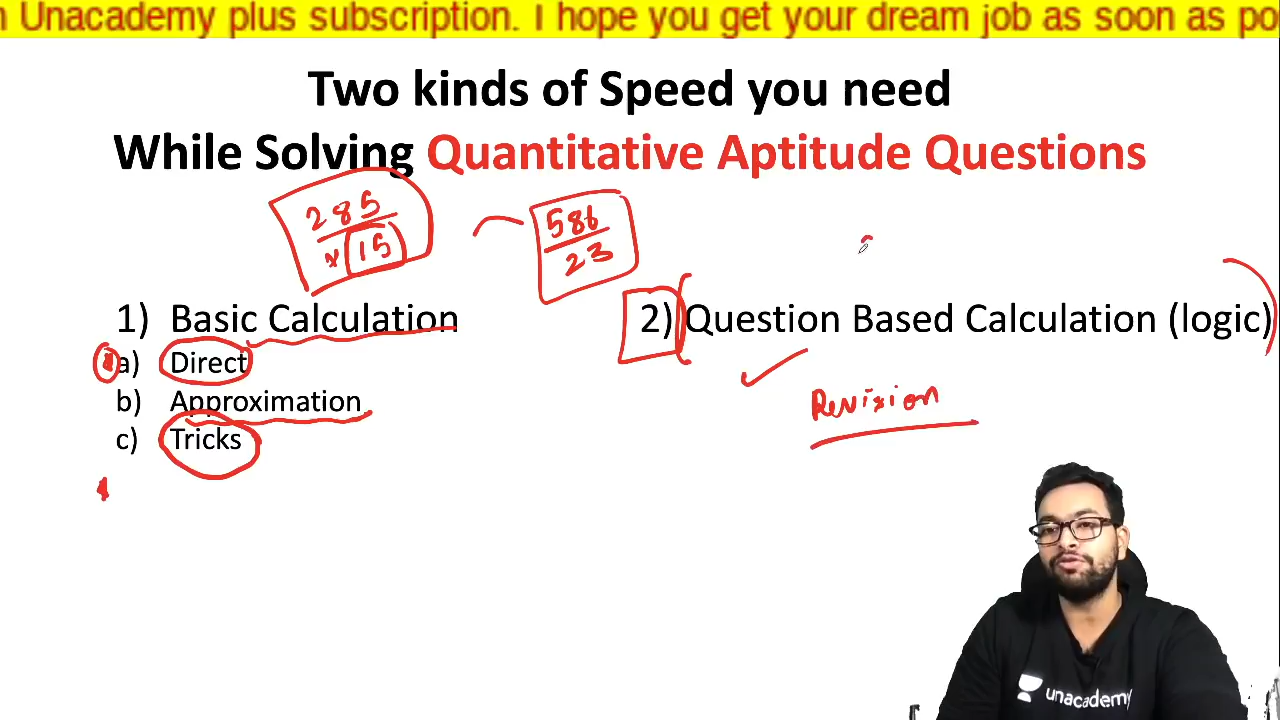 n Unacademy plus subscription. I hope you get your dream job as soon as po
Two kinds of Speed you need
While Solving Quantitative Aptitude Questions
285
x 15
586
23
1) Basic Calculation
a) Direct
b) Approximation
c) Tricks
2) Question Based Calculation (logic)
Revision
unacademy